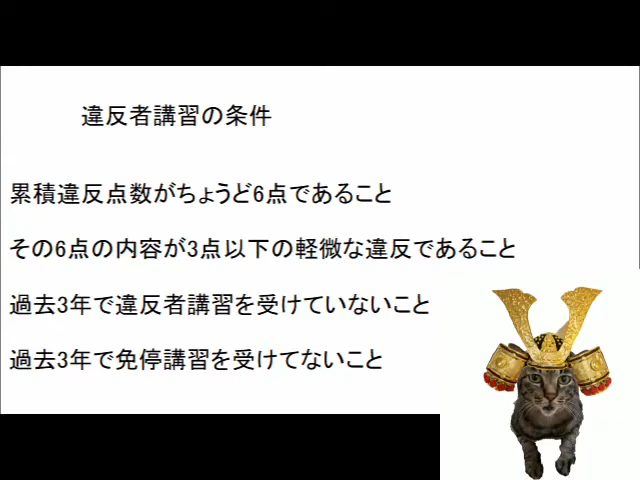 違反者講習の条件
累積違反点数がちょうど6点であること
その6点の内容が3点以下の軽微な違反であること
過去3年で違反者講習を受けていないこと
過去3年で免停講習を受けてないこと